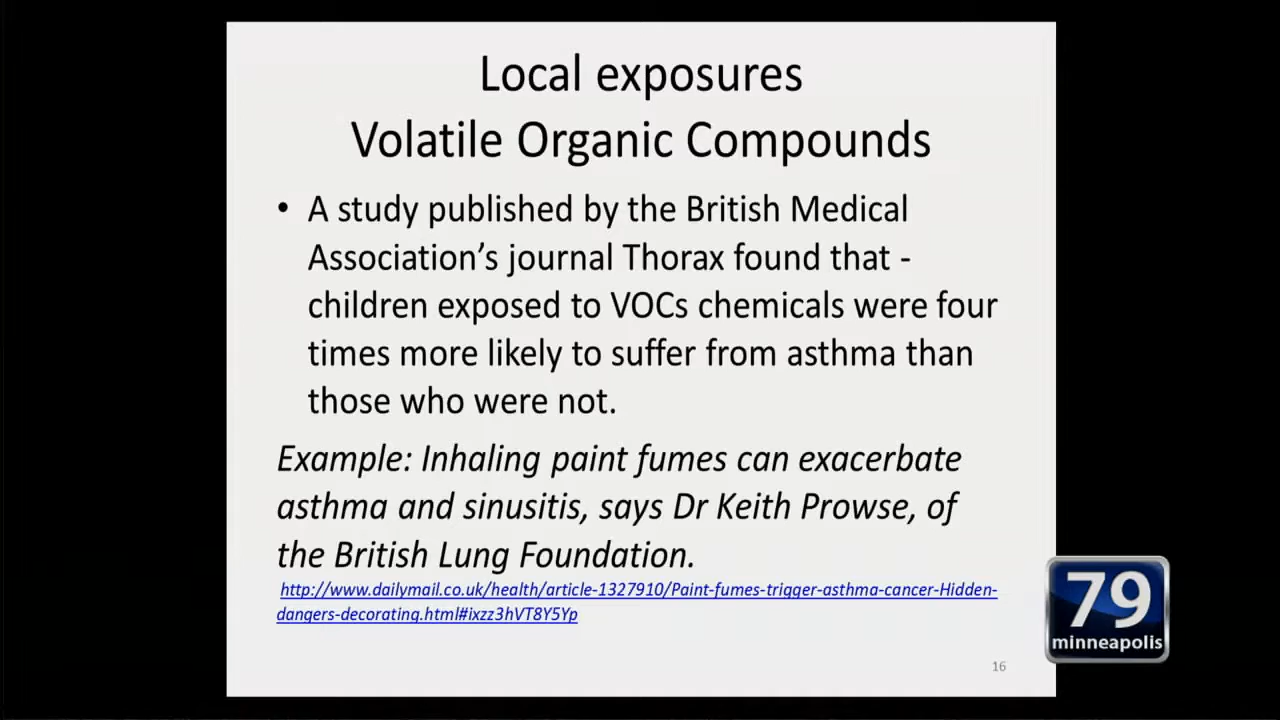 Local exposures
Volatile Organic Compounds
• A study published by the British Medical
Association’s journal Thorax found that -
children exposed to VOCs chemicals were four
times more likely to suffer from asthma than
those who were not.
Example: Inhaling paint fumes can exacerbate
asthma and sinusitis, says Dr Keith Prowse, of
the British Lung Foundation.
http://www.dailymail.co.uk/health/article-1327910/Paint-fumes-trigger-asthma-cancer-Hidden-
dangers-decorating.html#ixzz3hVT8Y5Yp
79
minneapolis
16